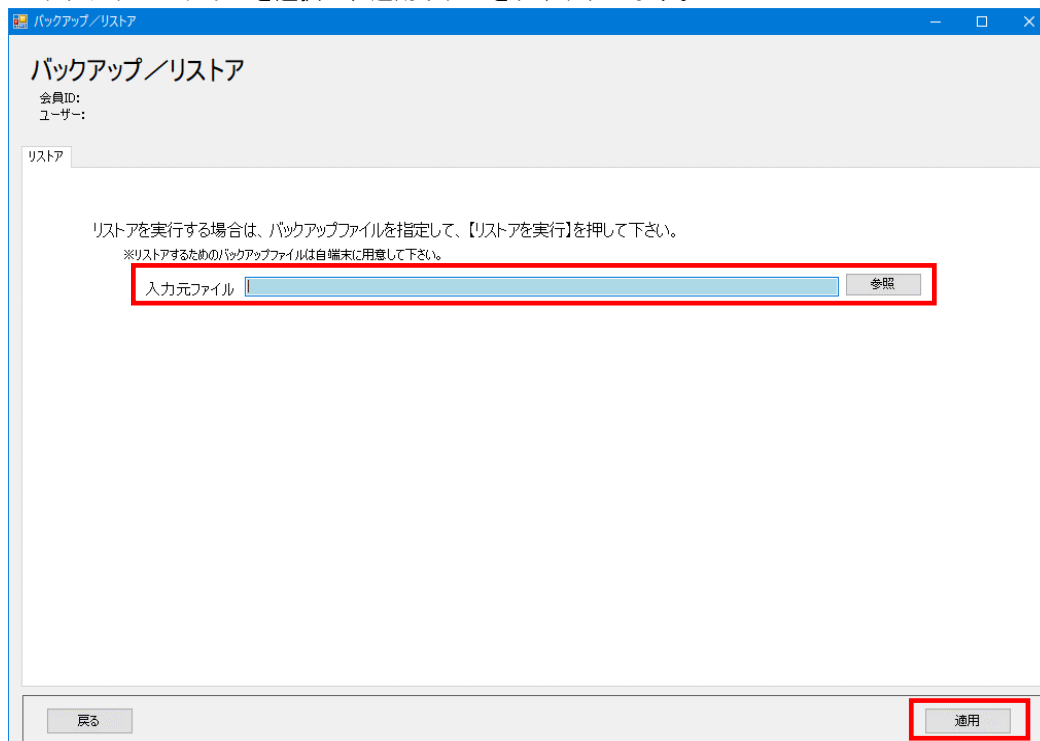 バックアップ／リストア
バックアップ／リストア
会員ID:
ユーザー:
リストア
リストアを実行する場合は、バックアップファイルを指定して、【リストアを実行】を押して下さい。
※リストアするためのバックアップファイルは自端末に用意して下さい。
入力元ファイル
参照
戻る
適用